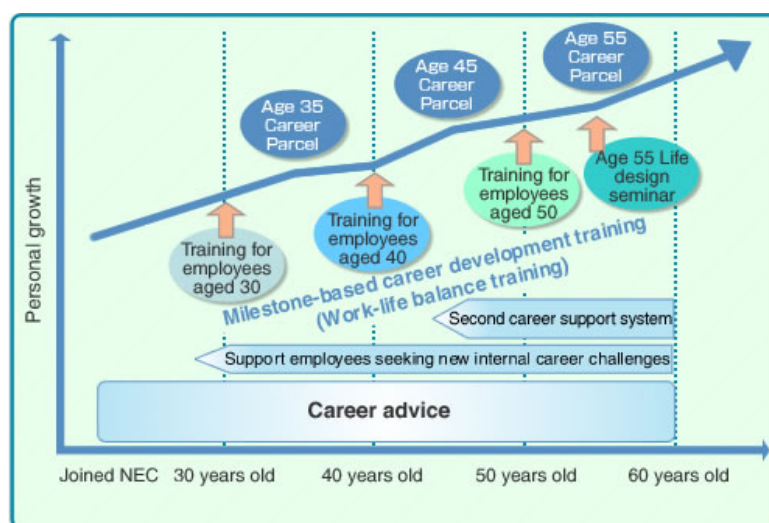 Age 35
Career
Parcel
Age 45
Career
Parcel
Age 55
Career
Parcel
Training for
employees
aged 30
Training for
employees
aged 40
Training for
employees
aged 50
Age 55 Life
design
seminar
Milestone-based career development training
(Work-life balance training)
Second career support system
Support employees seeking new internal career challenges
Career advice
Personal growth
Joined NEC
30 years old
40 years old
50 years old
60 years old